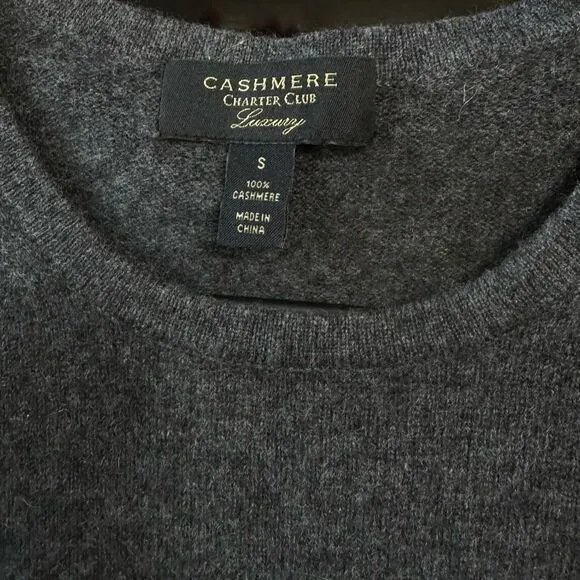 CASHMERE
CHARTER CLUB
Luxury
S
100%
CASHMERE
MADE IN
CHINA